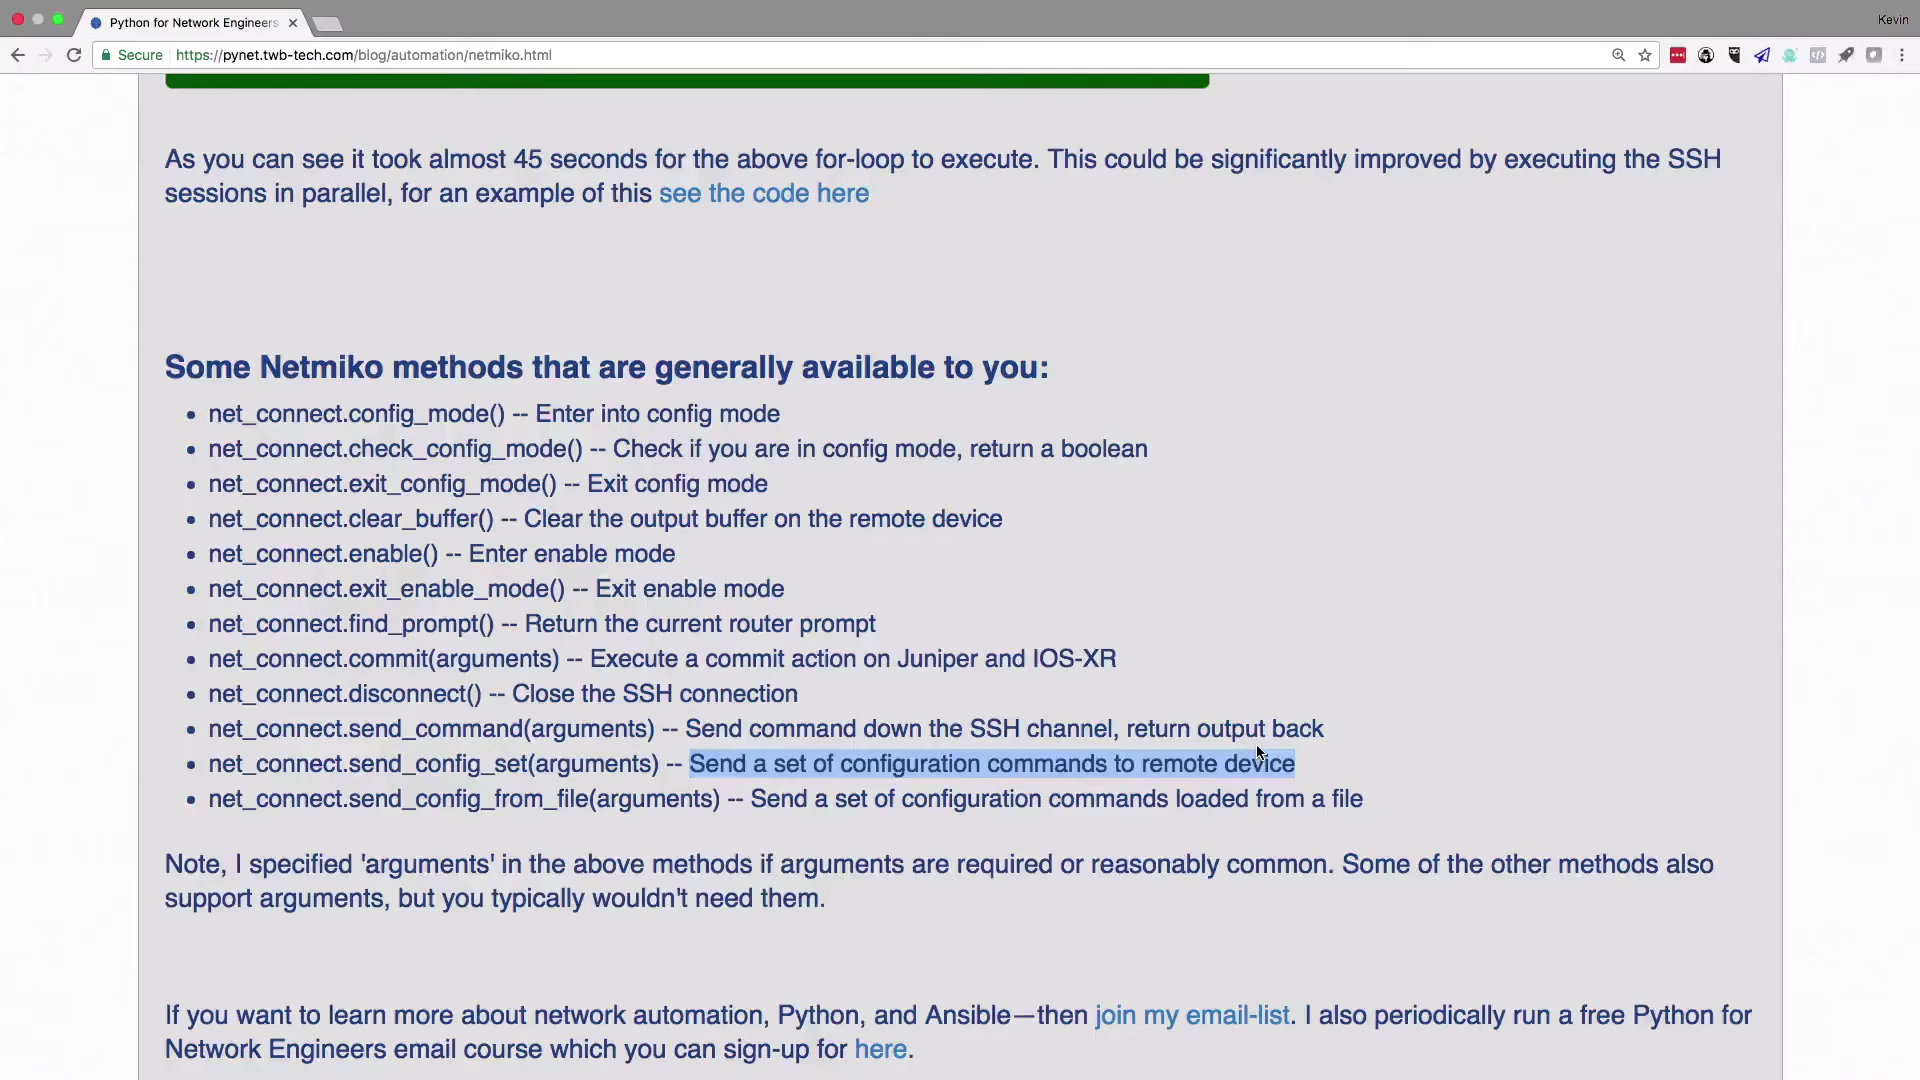 Python for Network Engineers
Kevin
Secure
https://pynet.twb-tech.com/blog/automation/netmiko.html
As you can see it took almost 45 seconds for the above for-loop to execute. This could be significantly improved by executing the SSH
sessions in parallel, for an example of this see the code here
Some Netmiko methods that are generally available to you:
• net_connect.config_mode() -- Enter into config mode
• net_connect.check_config_mode() -- Check if you are in config mode, return a boolean
• net_connect.exit_config_mode() -- Exit config mode
• net_connect.clear_buffer() -- Clear the output buffer on the remote device
• net_connect.enable() -- Enter enable mode
• net_connect.exit_enable_mode() -- Exit enable mode
• net_connect.find_prompt() -- Return the current router prompt
• net_connect.commit(arguments) -- Execute a commit action on Juniper and IOS-XR
• net_connect.disconnect() -- Close the SSH connection
• net_connect.send_command(arguments) -- Send command down the SSH channel, return output back
• net_connect.send_config_set(arguments) -- Send a set of configuration commands to remote device
• net_connect.send_config_from_file(arguments) -- Send a set of configuration commands loaded from a file
Note, I specified 'arguments' in the above methods if arguments are required or reasonably common. Some of the other methods also
support arguments, but you typically wouldn't need them.
If you want to learn more about network automation, Python, and Ansible—then join my email-list. I also periodically run a free Python for
Network Engineers email course which you can sign-up for here.